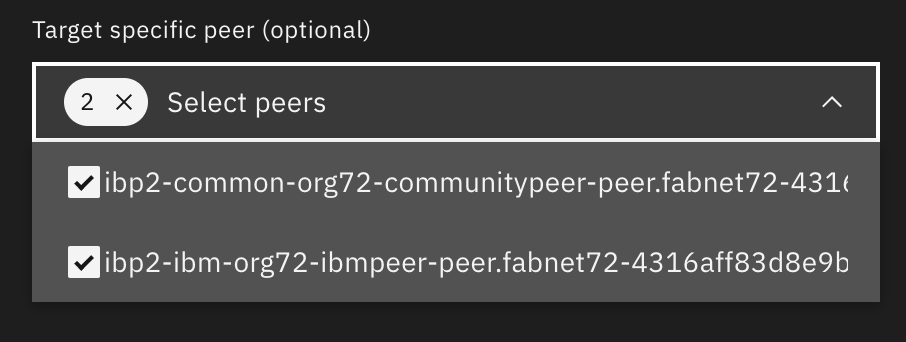 Target specific peer (optional)
2 Select peers
ibp2-common-org72-communitypeer-peer.fabnet72-4316
ibp2-ibm-org72-ibmpeer-peer.fabnet72-4316aff83d8e9b